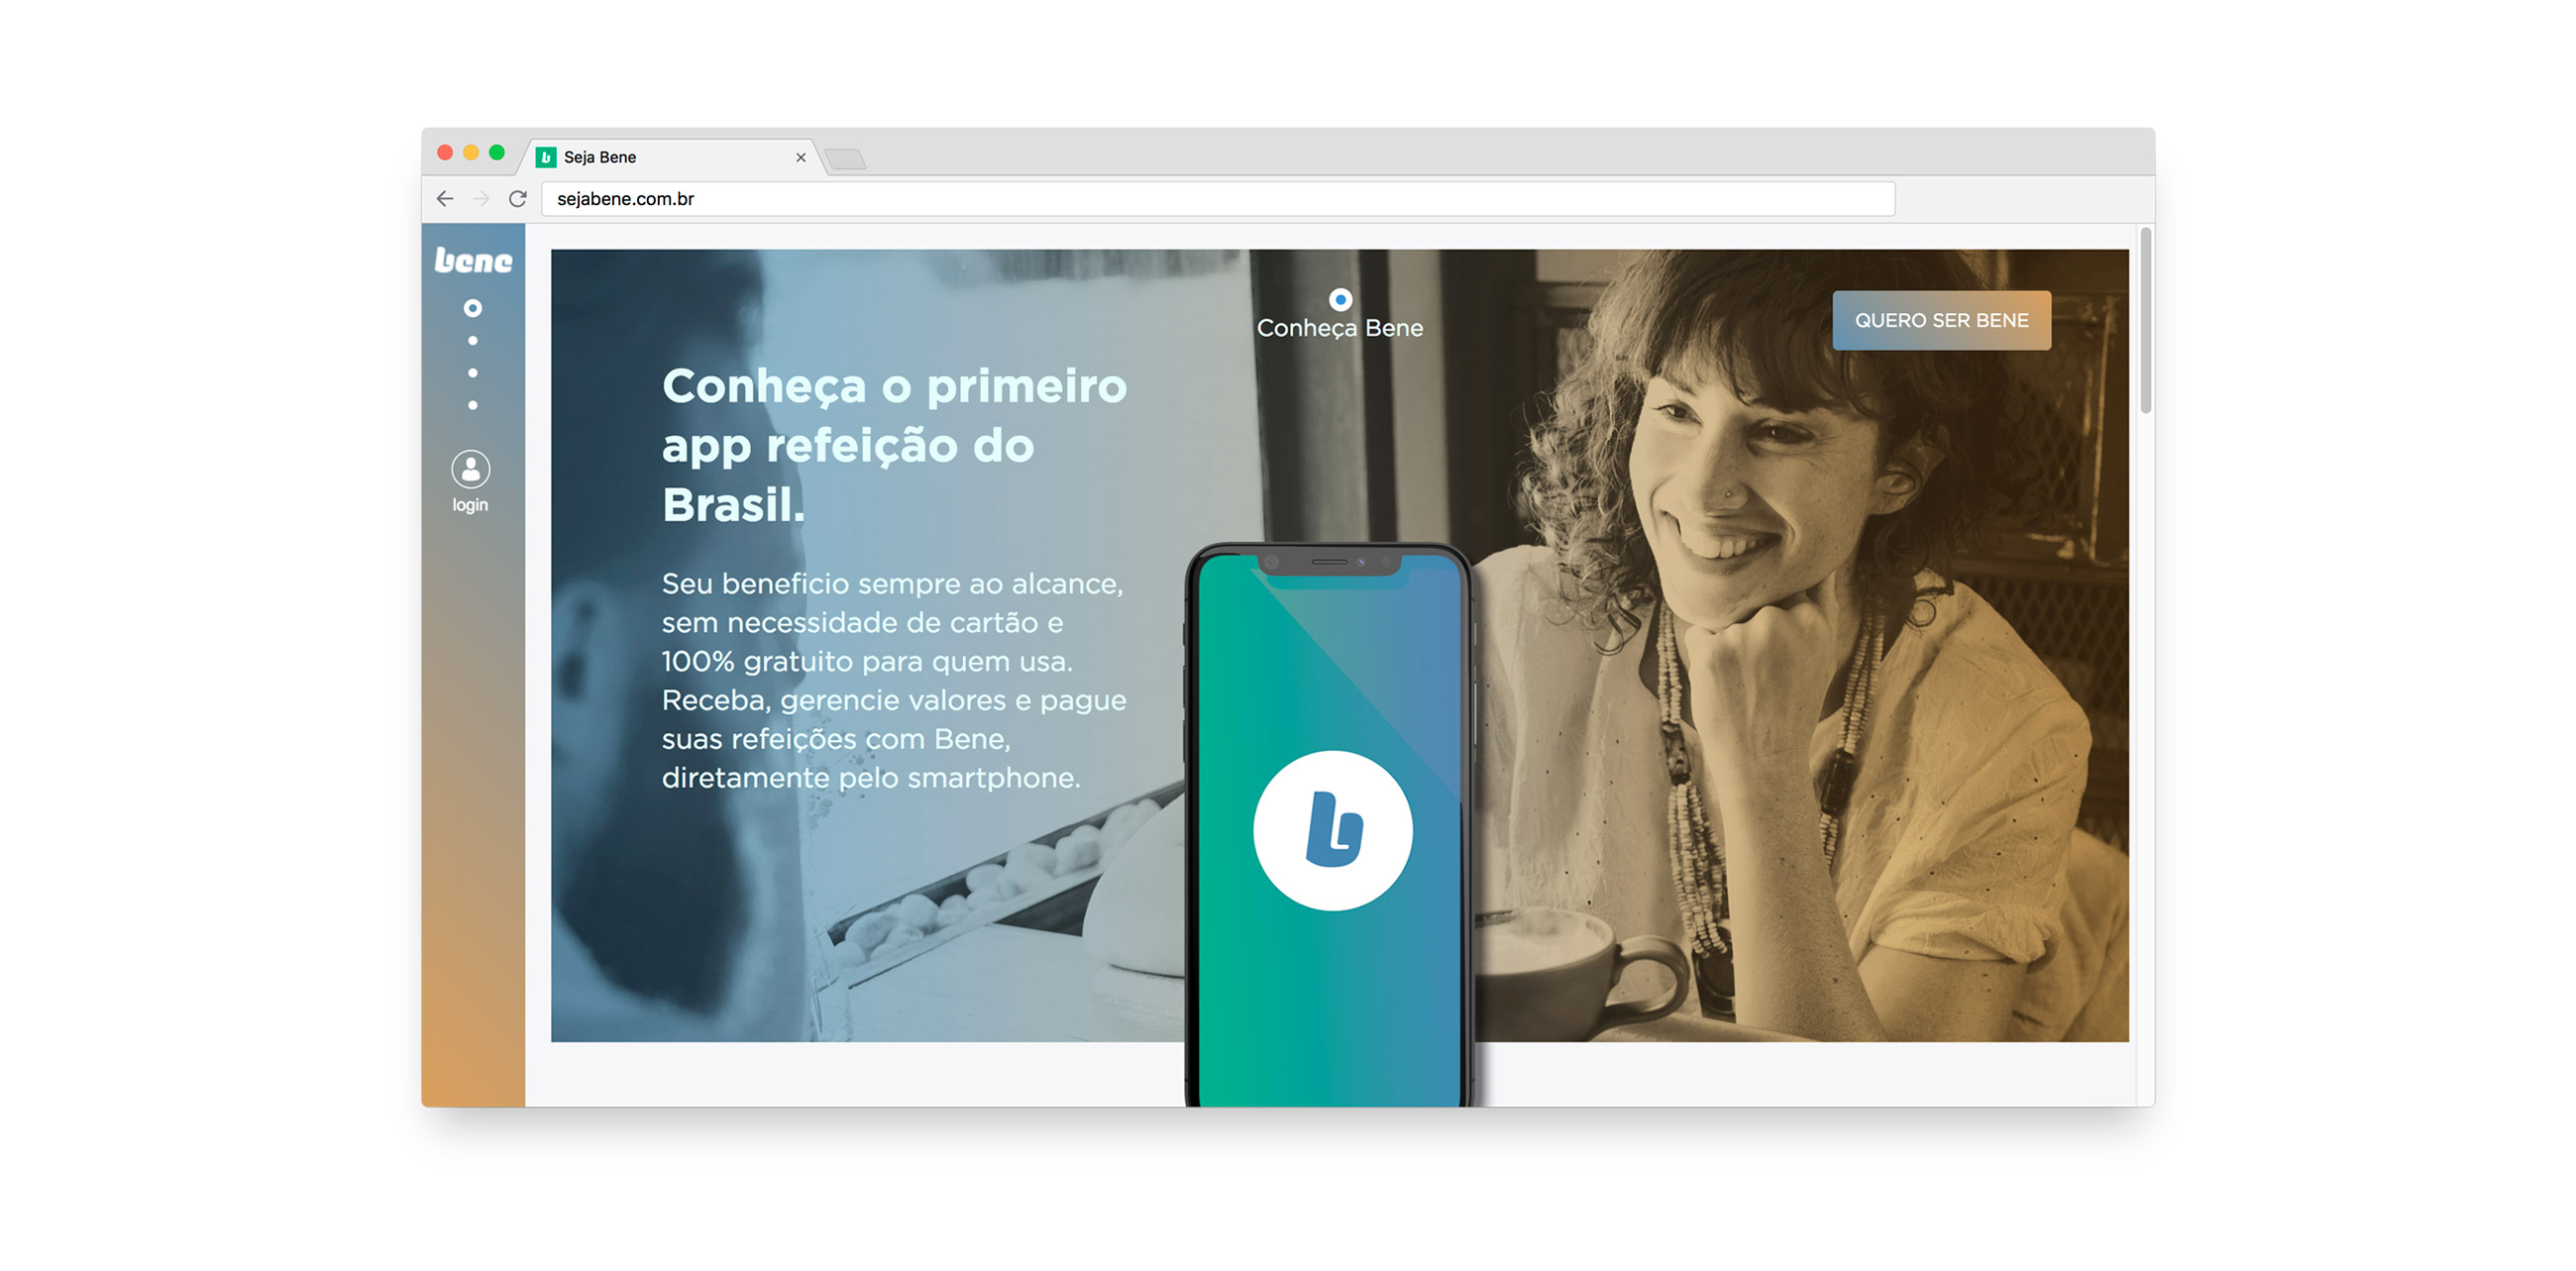 Seja Bene
sejabene.com.br
bene
login
Conheça Bene
QUERO SER BENE
Conheça o primeiro
app refeição do
Brasil.
Seu beneficio sempre ao alcance,
sem necessidade de cartão e
100% gratuito para quem usa.
Receba, gerencie valores e pague
suas refeições com Bene,
diretamente pelo smartphone.